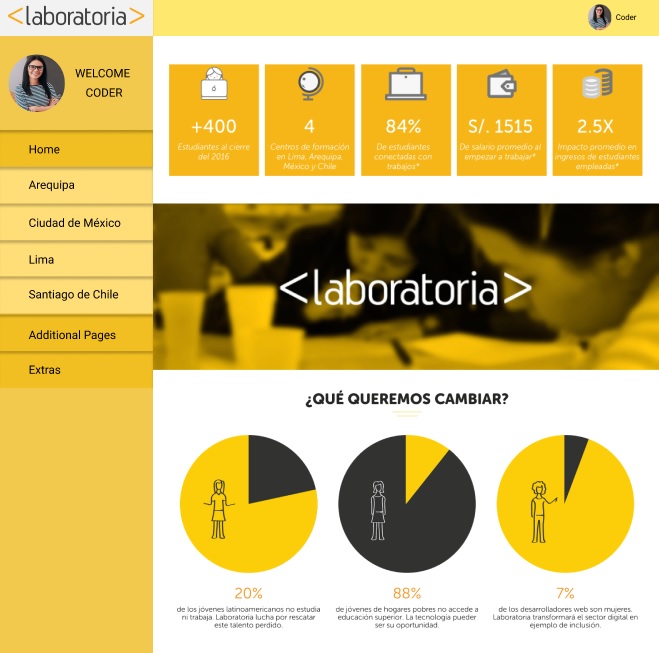 <laboratoria>
Coder
WELCOME
CODER
Home
Arequipa
Ciudad de México
Lima
Santiago de Chile
Additional Pages
Extras
+400
Estudiantes al cierre
del 2016
4
Centros de formación
en Lima, Arequipa,
México y Chile
84%
De estudiantes
conectadas con
trabajos*
S/. 1515
De salario promedio al
empezar a trabajar*
2.5X
Impacto promedio en
ingresos de estudiantes
empleadas*
<laboratoria>
¿QUÉ QUEREMOS CAMBIAR?
20%
de los jóvenes latinoamericanos no estudia
ni trabaja. Laboratoria lucha por rescatar
este talento perdido.
88%
de jóvenes de hogares pobres no accede a
educación superior. La tecnología pueder
ser su oportunidad.
7%
de los desarrolladores web son mujeres.
Laboratoria transformará el sector digital en
ejemplo de inclusión.